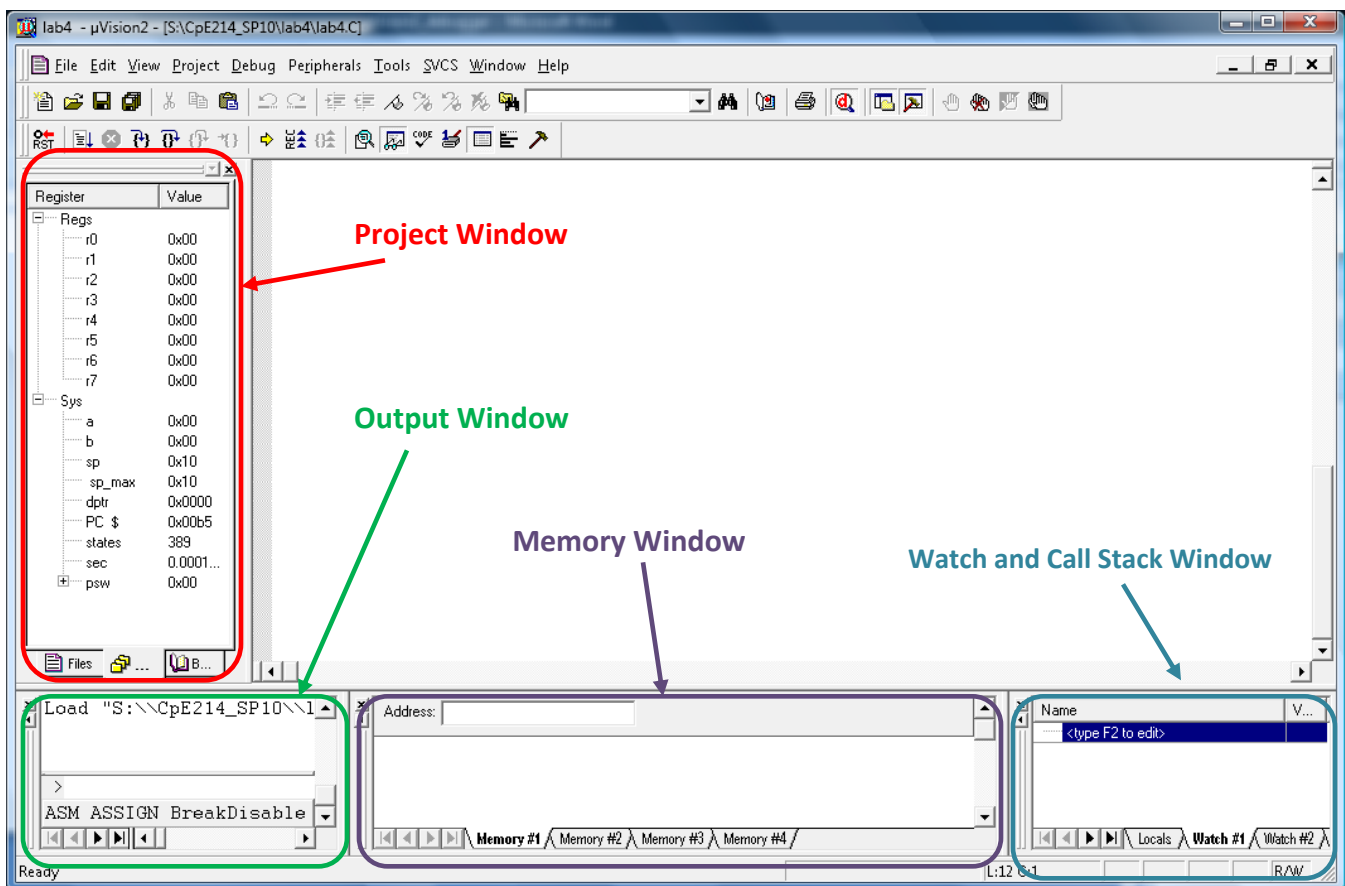 lab4 - µVision2 - [S:\CpE214_SP10\lab4\lab4.C]
File Edit View Project Debug Peripherals Tools SVCS Window Help
RST
CODE
Register Value
Regs
r0 0x00
r1 0x00
r2 0x00
r3 0x00
r4 0x00
r5 0x00
r6 0x00
r7 0x00
Sys
a 0x00
b 0x00
sp 0x10
sp_max 0x10
dptr 0x0000
PC $ 0x00b5
states 389
sec 0.0001...
psw 0x00
Files ... B...
Project Window
Output Window
Memory Window
Watch and Call Stack Window
Load "S:\\CpE214_SP10\\l
>
ASM ASSIGN BreakDisable
Address:
Memory #1 Memory #2 Memory #3 Memory #4
Name V...
<type F2 to edit>
Locals Watch #1 Watch #2
Ready L:12 C:1 R/W